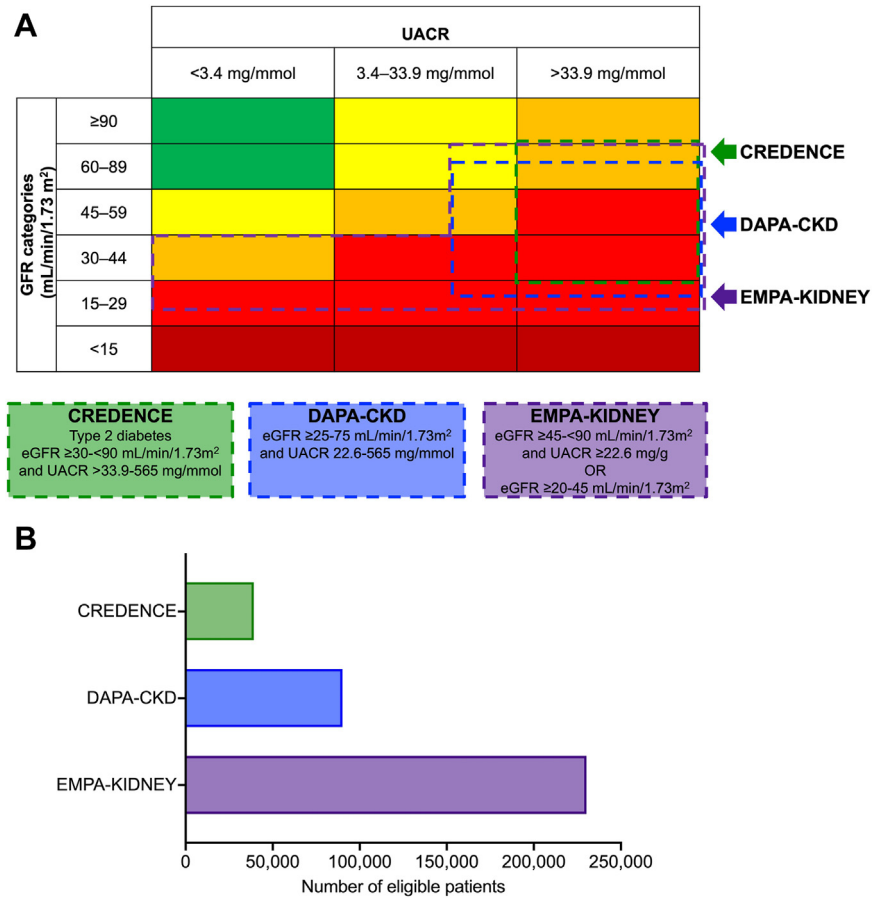 A
UACR
<3.4 mg/mmol
3.4–33.9 mg/mmol
>33.9 mg/mmol
GFR categories
(mL/min/1.73 m²)
≥90
60–89
45–59
30–44
15–29
<15
CREDENCE
DAPA-CKD
EMPA-KIDNEY
CREDENCE
Type 2 diabetes
eGFR ≥30-<90 mL/min/1.73m²
and UACR >33.9-565 mg/mmol
DAPA-CKD
eGFR ≥25-75 mL/min/1.73m²
and UACR 22.6-565 mg/mmol
EMPA-KIDNEY
eGFR ≥45-<90 mL/min/1.73m²
and UACR ≥22.6 mg/g
OR
eGFR ≥20-45 mL/min/1.73m²
B
CREDENCE
DAPA-CKD
EMPA-KIDNEY
0
50,000
100,000
150,000
200,000
250,000
Number of eligible patients